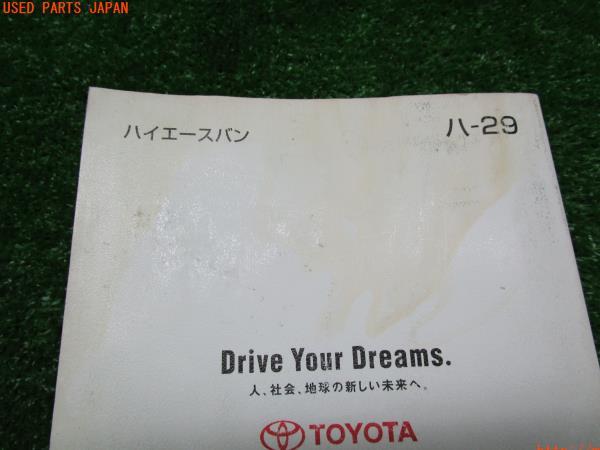 USED PARTS JAPAN
ハイエースバン
ハ-29
Drive Your Dreams.
人、社会、地球の新しい未来へ。
TOYOTA